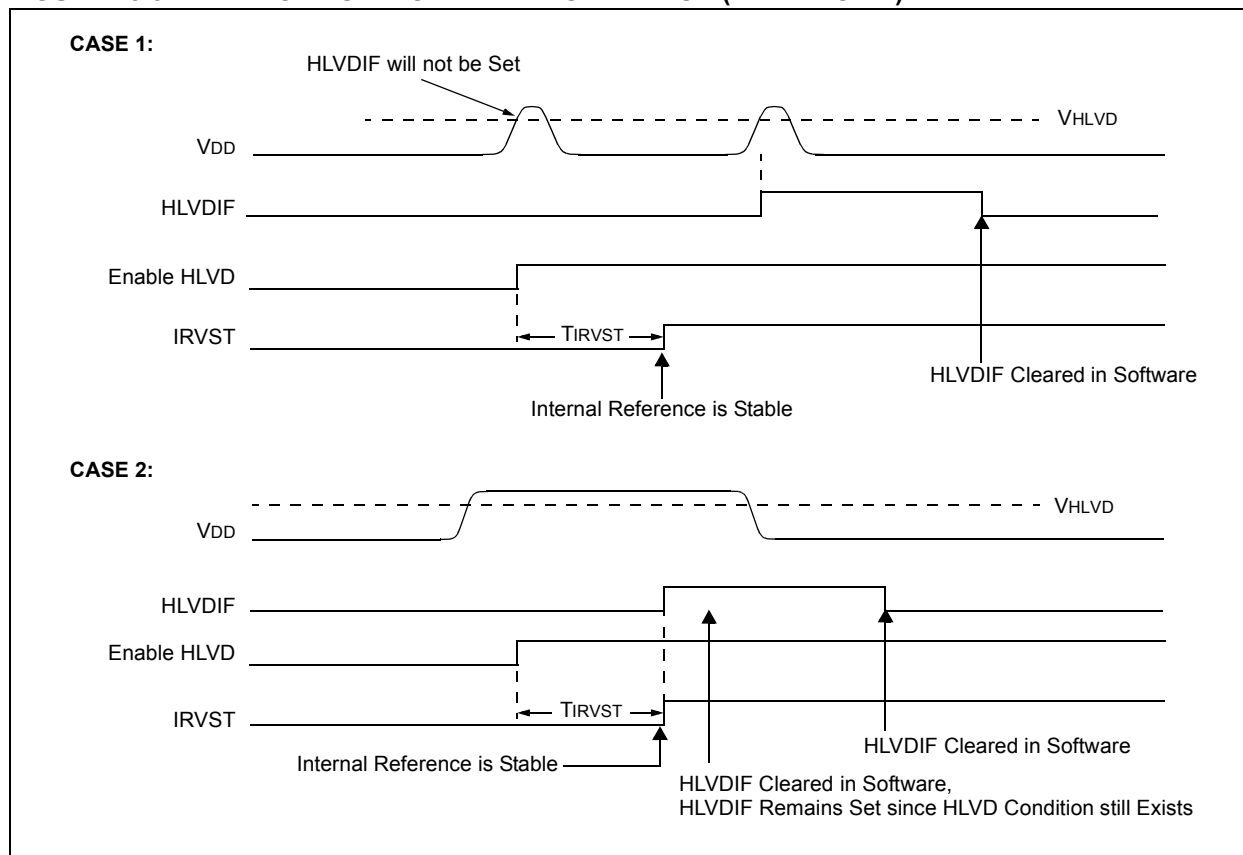 CASE 1:
HLVDIF will not be Set
VHLVD
VDD
HLVDIF
Enable HLVD
TIRVST
IRVST
HLVDIF Cleared in Software
Internal Reference is Stable
CASE 2:
VHLVD
VDD
HLVDIF
Enable HLVD
TIRVST
IRVST
HLVDIF Cleared in Software
Internal Reference is Stable
HLVDIF Cleared in Software,
HLVDIF Remains Set since HLVD Condition still Exists